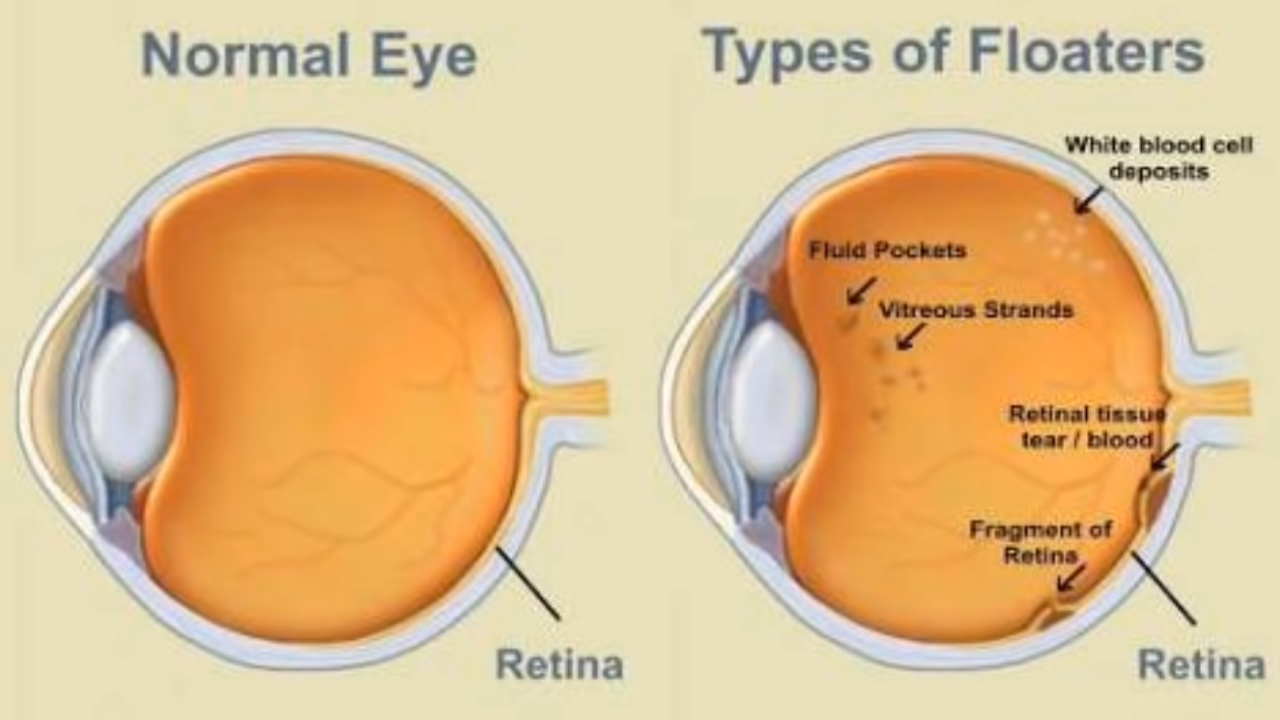 Normal Eye
Types of Floaters
White blood cell
deposits
Fluid Pockets
Vitreous Strands
Retinal tissue
tear / blood
Fragment of
Retina
Retina
Retina